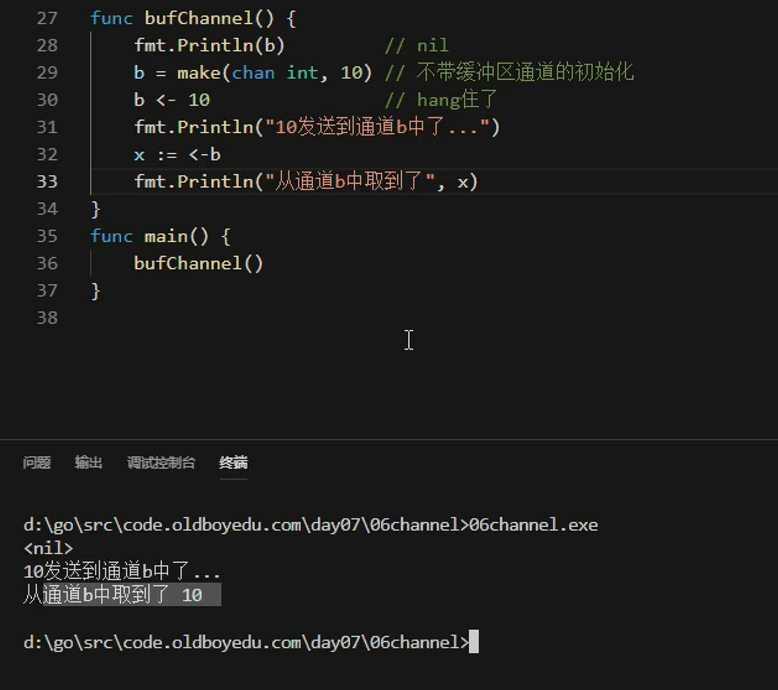 27 func bufChannel() {
28     fmt.Println(b)         // nil
29     b = make(chan int, 10) // 不带缓冲区通道的初始化
30     b <- 10                // hang住了
31     fmt.Println("10发送到通道b中了...")
32     x := <-b
33     fmt.Println("从通道b中取到了", x)
34 }
35 func main() {
36     bufChannel()
37 }
38
问题 输出 调试控制台 终端
d:\go\src\code.oldboyedu.com\day07\06channel>06channel.exe
<nil>
10发送到通道b中了...
从通道b中取到了 10
d:\go\src\code.oldboyedu.com\day07\06channel>